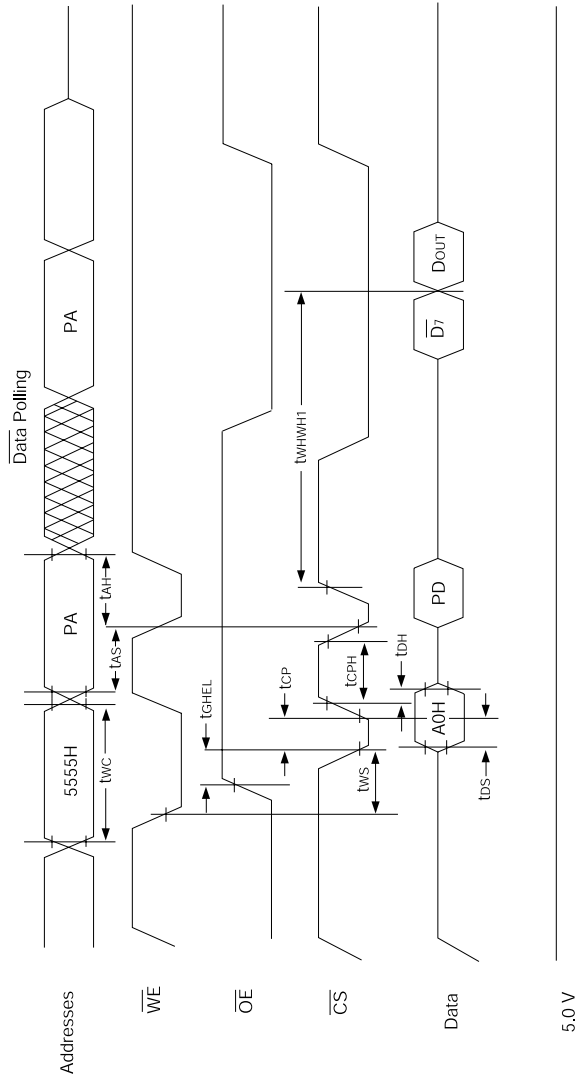 Data Polling
Addresses
5555H
PA
PA
tWC
tAS
tAH
WE
OE
tGHEL
CS
tWS
tCP
tCPH
tWHWH1
tDH
Data
A0H
PD
D7
DOUT
tDS
5.0 V